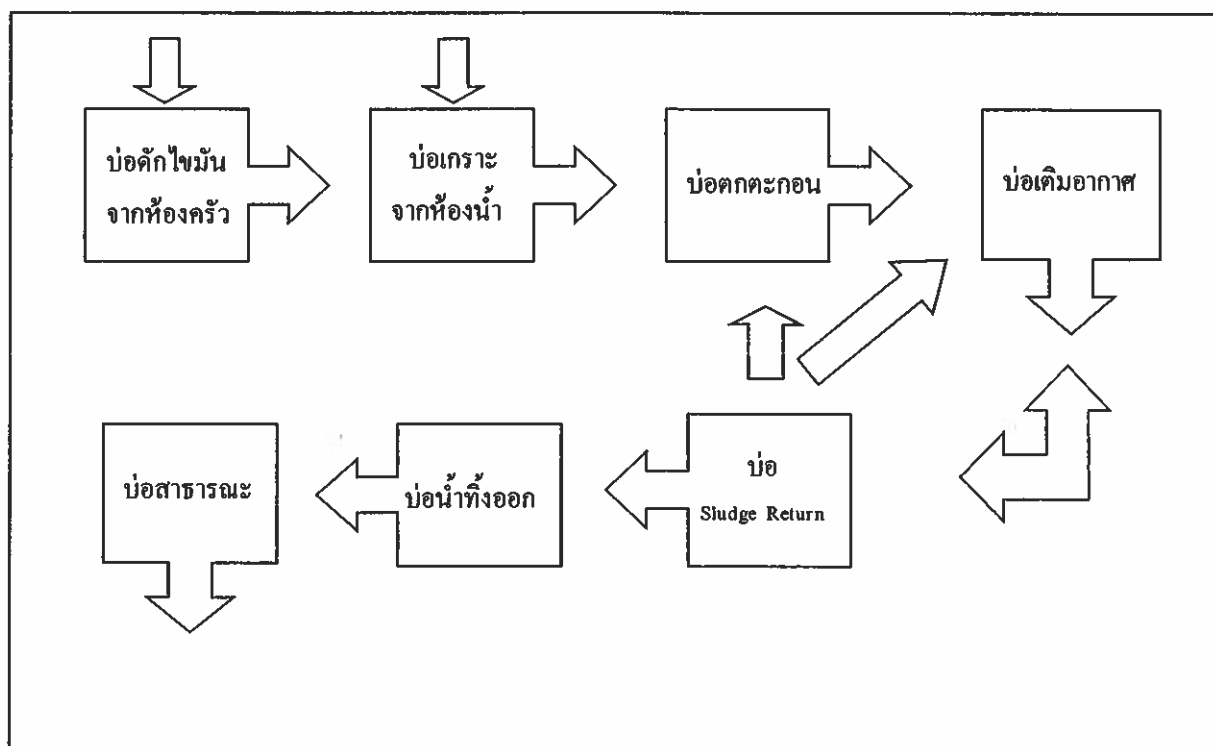 บ่อดักไขมัน
จากห้องครัว
บ่อเกราะ
จากห้องน้ำ
บ่อตกตะกอน
บ่อเติมอากาศ
บ่อสาธารณะ
บ่อน้ำทิ้งออก
บ่อ
Sludge Return